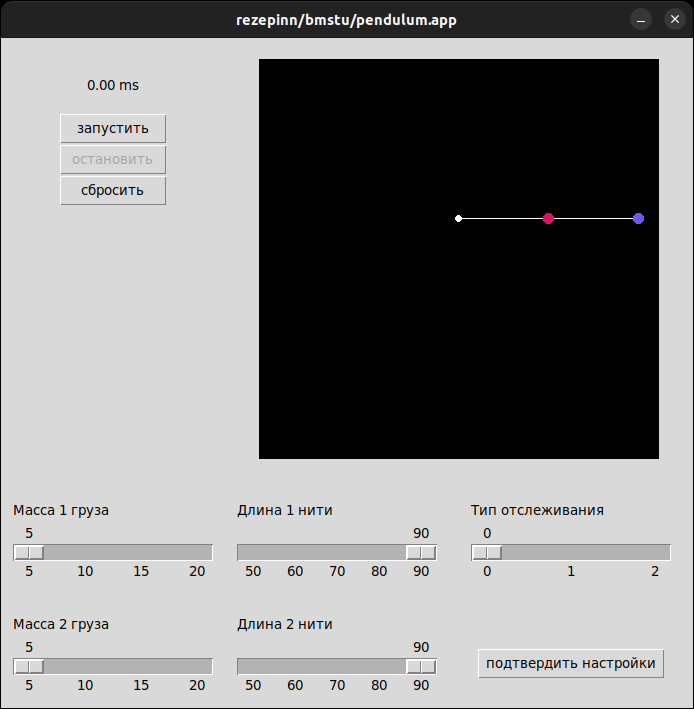 rezepinn/bmstu/pendulum.app
0.00 ms
запустить
остановить
сбросить
Масса 1 груза
5
5 10 15 20
Длина 1 нити
90
50 60 70 80 90
Тип отслеживания
0
0 1 2
Масса 2 груза
5
5 10 15 20
Длина 2 нити
90
50 60 70 80 90
подтвердить настройки